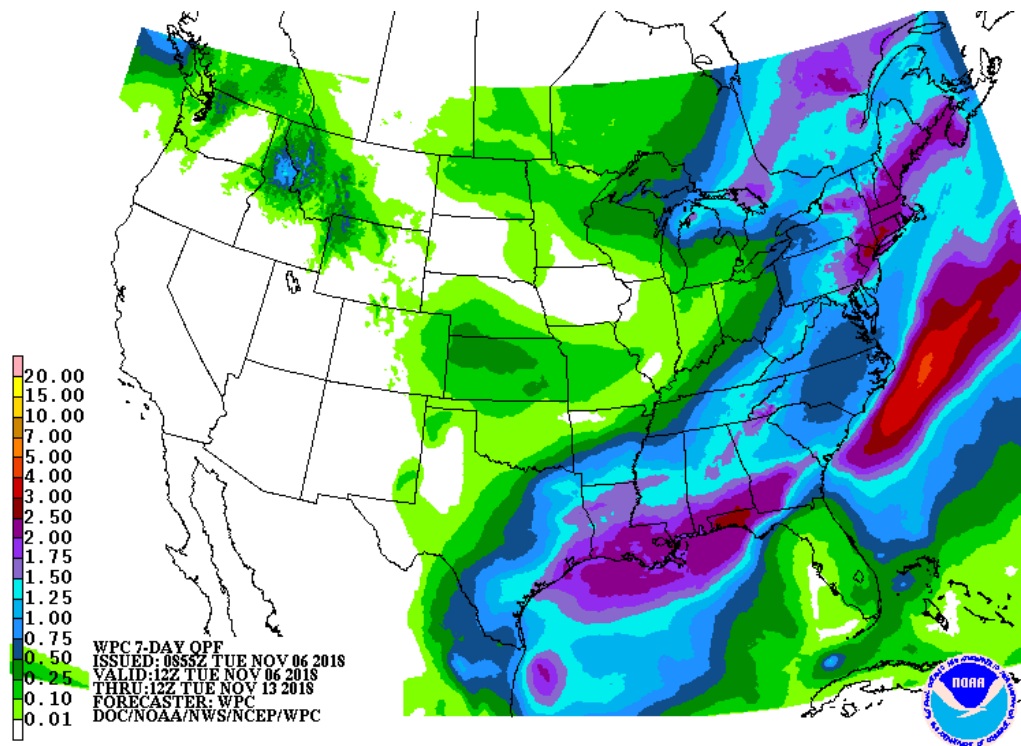 20.00
15.00
10.00
7.00
5.00
4.00
3.00
2.50
2.00
1.75
1.50
1.25
1.00
0.75
0.50
0.25
0.10
0.01
WPC 7-DAY QPF
ISSUED: 0855Z TUE NOV 06 2018
VALID:12Z TUE NOV 06 2018
THRU:12Z TUE NOV 13 2018
FORECASTER: WPC
DOC/NOAA/NWS/NCEP/WPC
NOAA